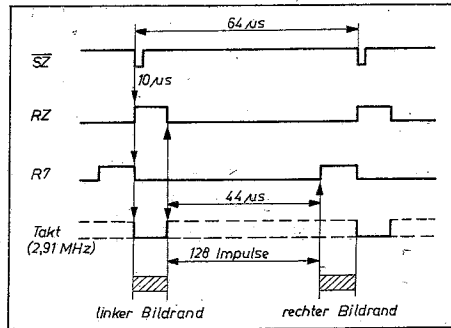 64 µs
SZ
10 µs
RZ
R7
44 µs
Takt
(2,91 MHz)
128 Impulse
linker Bildrand
rechter Bildrand